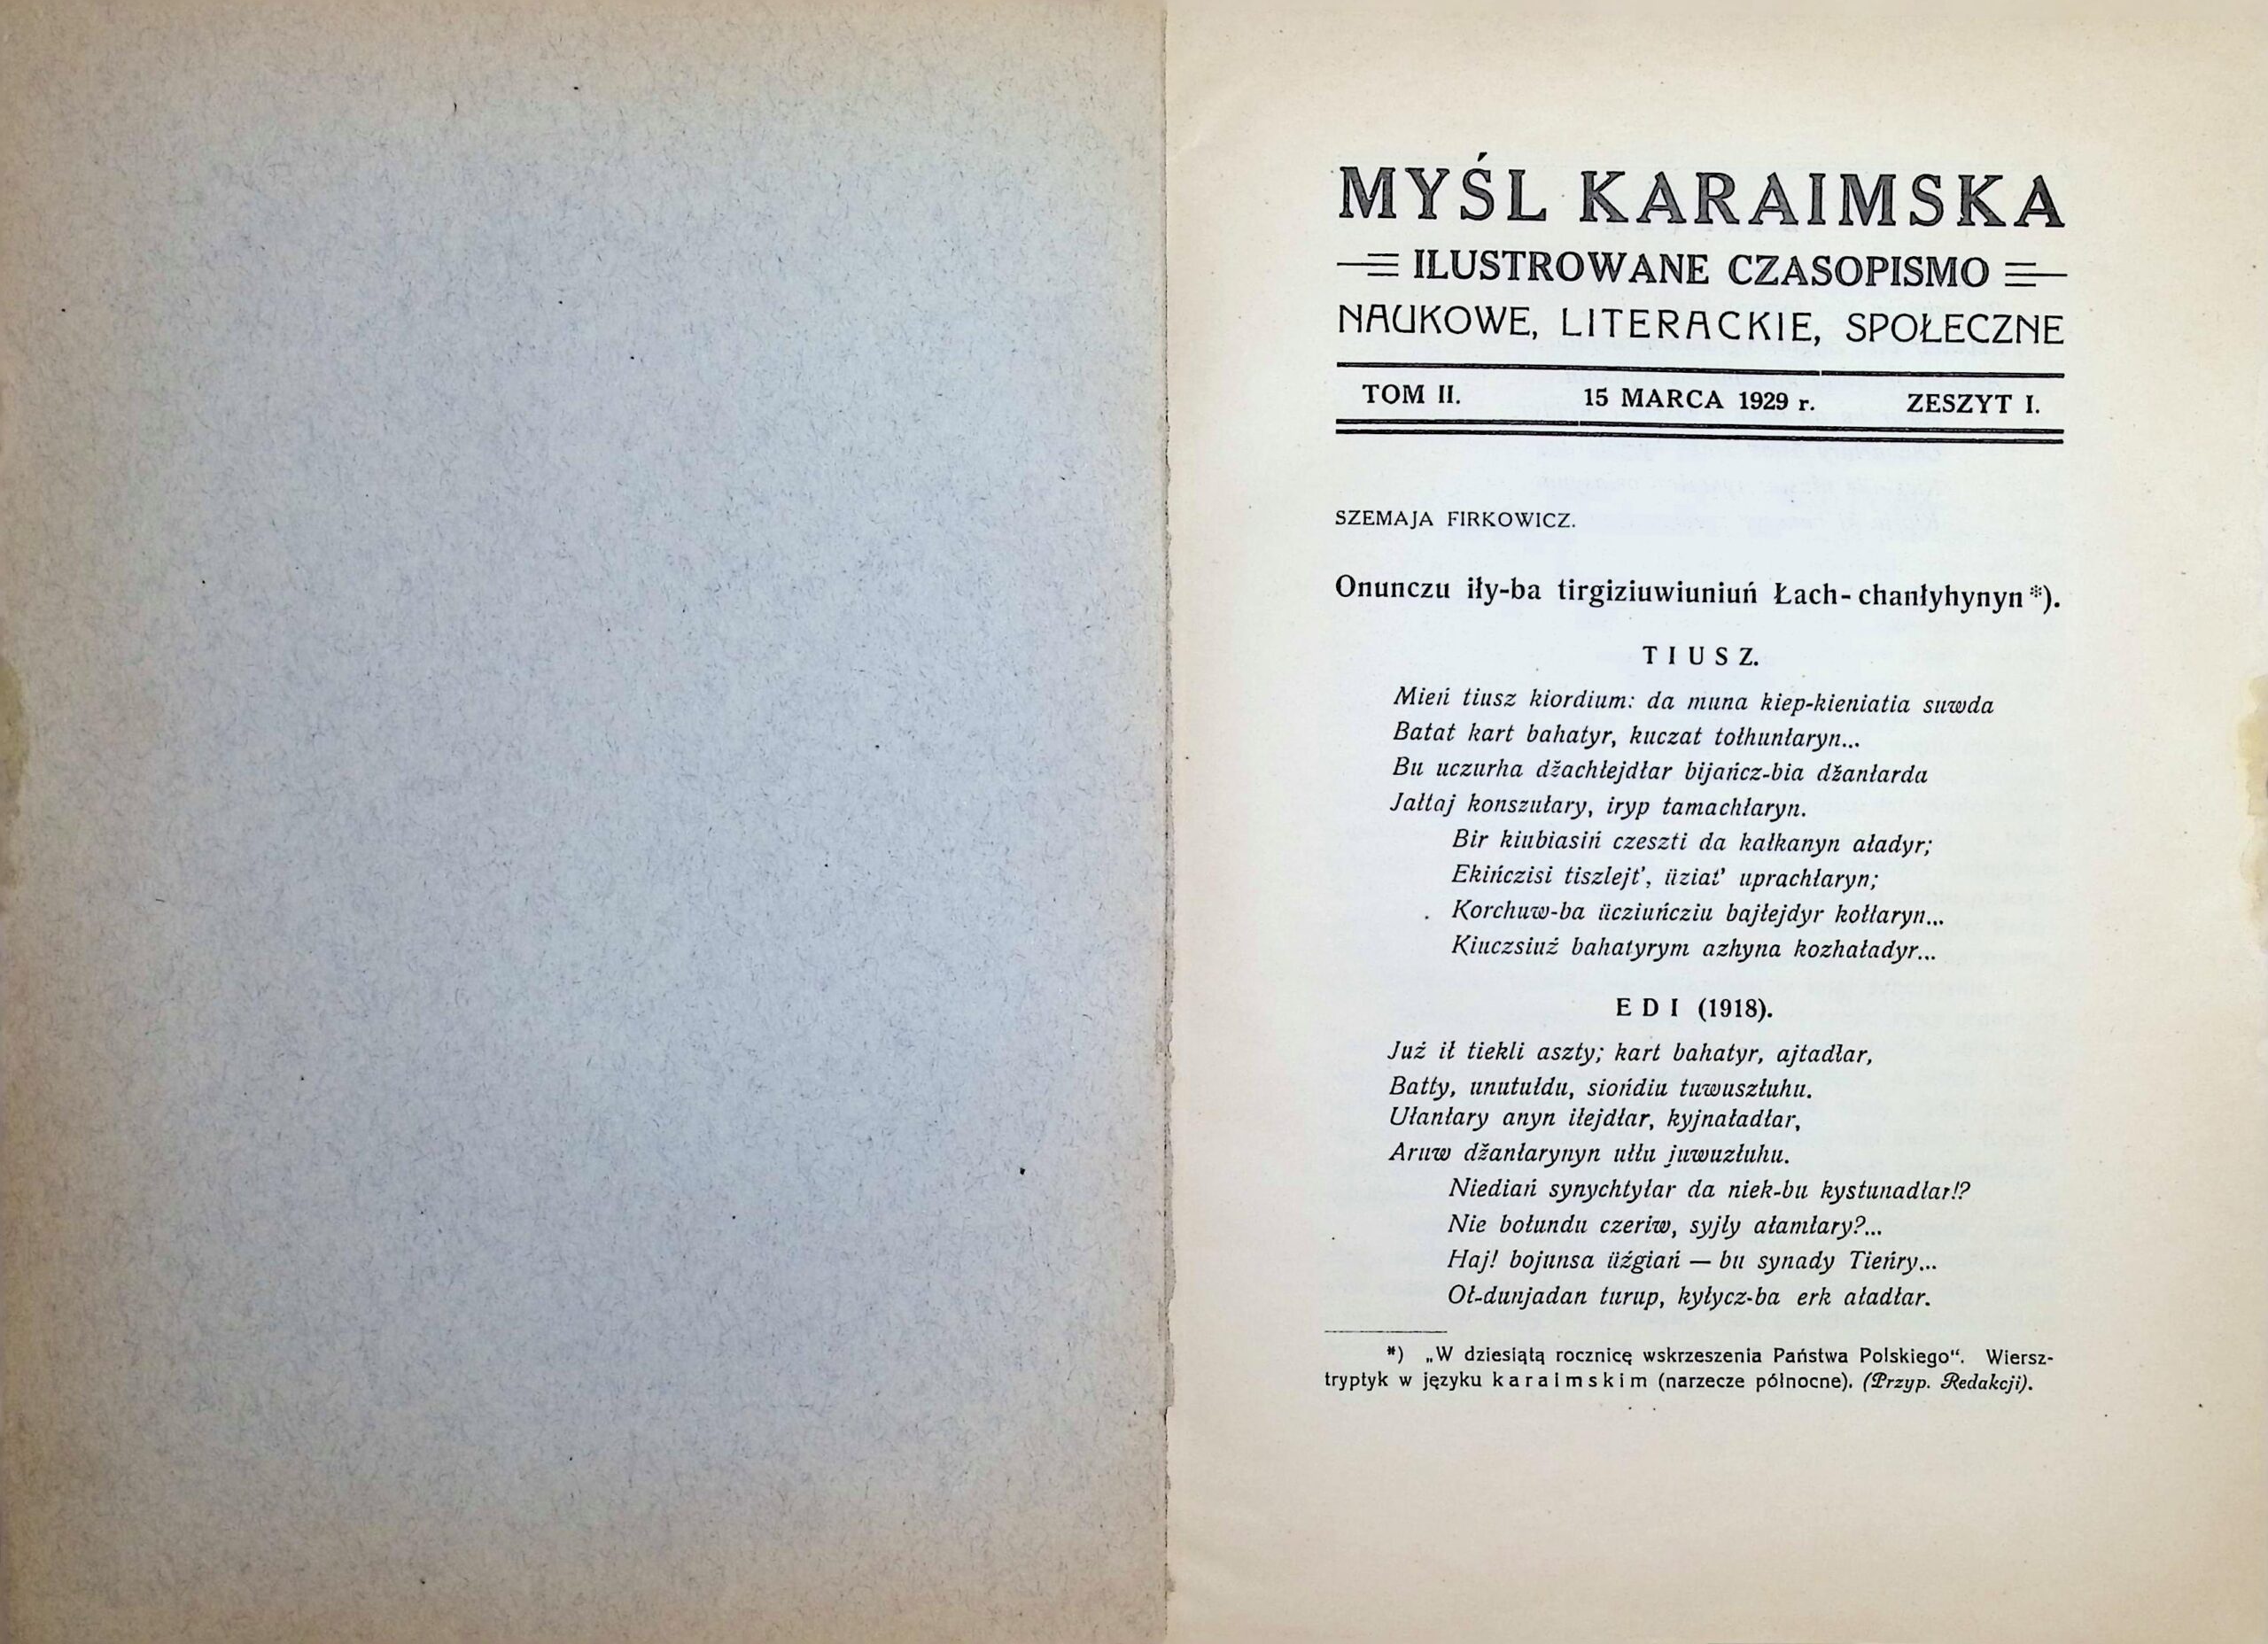 MYŚL KARAIMSKA
ILUSTROWANE CZASOPISMO
NAUKOWE, LITERACKIE, SPOŁECZNE
TOM II. 15 MARCA 1929 r. ZESZYT I.
SZEMAJA FIRKOWICZ.
Onunczu iły-ba tirgiziuwiuniuń Łach-chanłyhynyn *).
TIUSZ.
Mień tiusz kiordium: da muna kiep-kieniatia suwda
Batat kart bahatyr, kuczat tołhunłaryn...
Bu uczurha dżachłejdłar bijańcz-bia dżanłarda
Jałtaj konszułary, iryp tamachłaryn.
Bir kiubiasiń czeszti da kałkanyn aładyr;
Ekińczisi tiszlejt', üziat' uprachłaryn;
Korchuw-ba ücziuńcziu bajłejdyr kołłaryn...
Kiuczsiuź bahatyrym azhyna kozhaładyr...
EDI (1918).
Juź ił tiekli aszty; kart bahatyr, ajtadłar,
Batty, unutułdu, siońdiu tuwuszłuhu.
Ułanłary anyn iłejdłar, kyjnaładłar,
Aruw dżanłarynyn ułłu juwuzłuhu.
Niediań synychtyłar da niek-bu kystunadłar!?
Nie bołundu czeriw, syjły ałamłary?...
Haj! bojunsa üźgiań — bu synady Tieńry...
Oł-dunjadan turup, kyłycz-ba erk aładłar.
*) „W dziesiątą rocznicę wskrzeszenia Państwa Polskiego“. Wiersz-
tryptyk w języku karaimskim (narzecze północne). (Przyp. Redakcji).